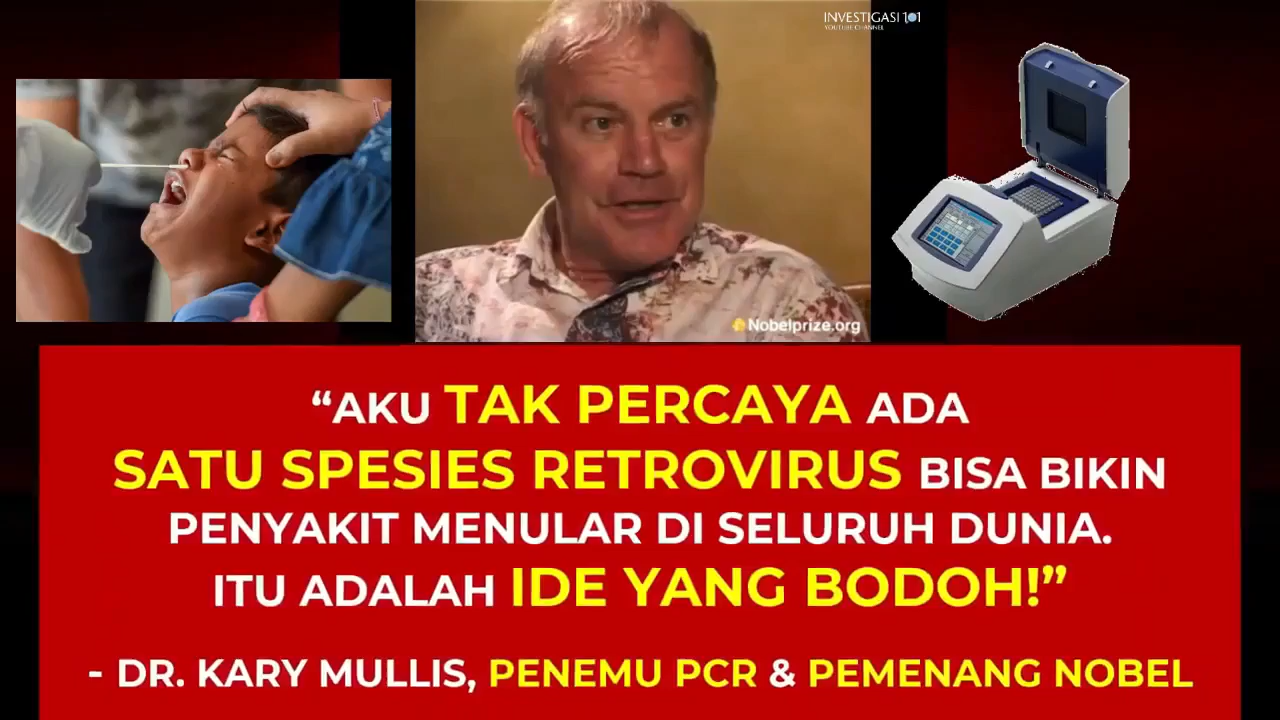 INVESTIGASI 101
YOUTUBE CHANNEL
Nobelprize.org
“AKU TAK PERCAYA ADA
SATU SPESIES RETROVIRUS BISA BIKIN
PENYAKIT MENULAR DI SELURUH DUNIA.
ITU ADALAH IDE YANG BODOH!”
- DR. KARY MULLIS, PENEMU PCR & PEMENANG NOBEL